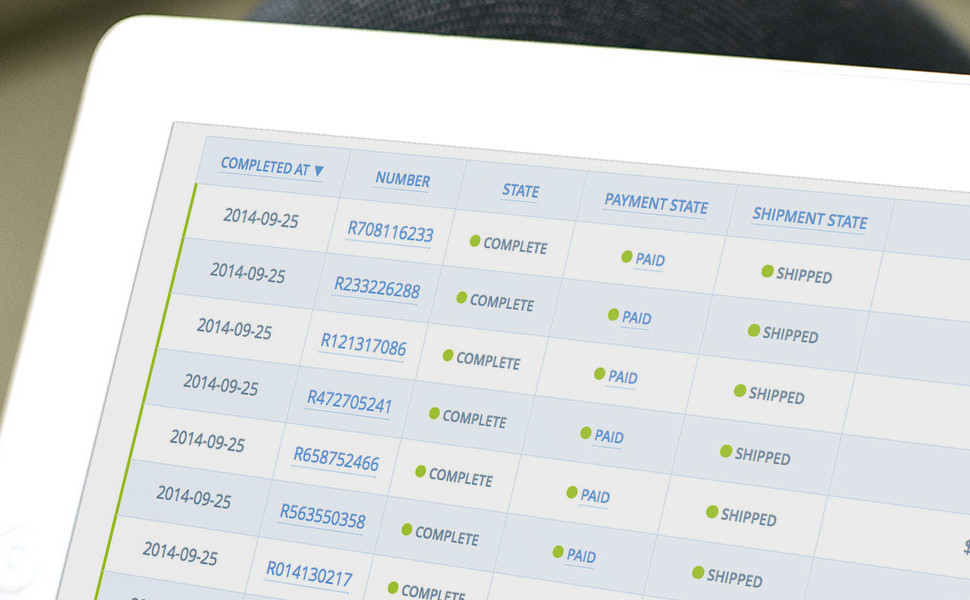 COMPLETED AT ▼ NUMBER STATE PAYMENT STATE SHIPMENT STATE
2014-09-25 R708116233 COMPLETE PAID SHIPPED
2014-09-25 R233226288 COMPLETE PAID SHIPPED
2014-09-25 R121317086 COMPLETE PAID SHIPPED
2014-09-25 R472705241 COMPLETE PAID SHIPPED
2014-09-25 R658752466 COMPLETE PAID SHIPPED
2014-09-25 R563550358 COMPLETE PAID SHIPPED $
2014-09-25 R014130217 COMPLETE